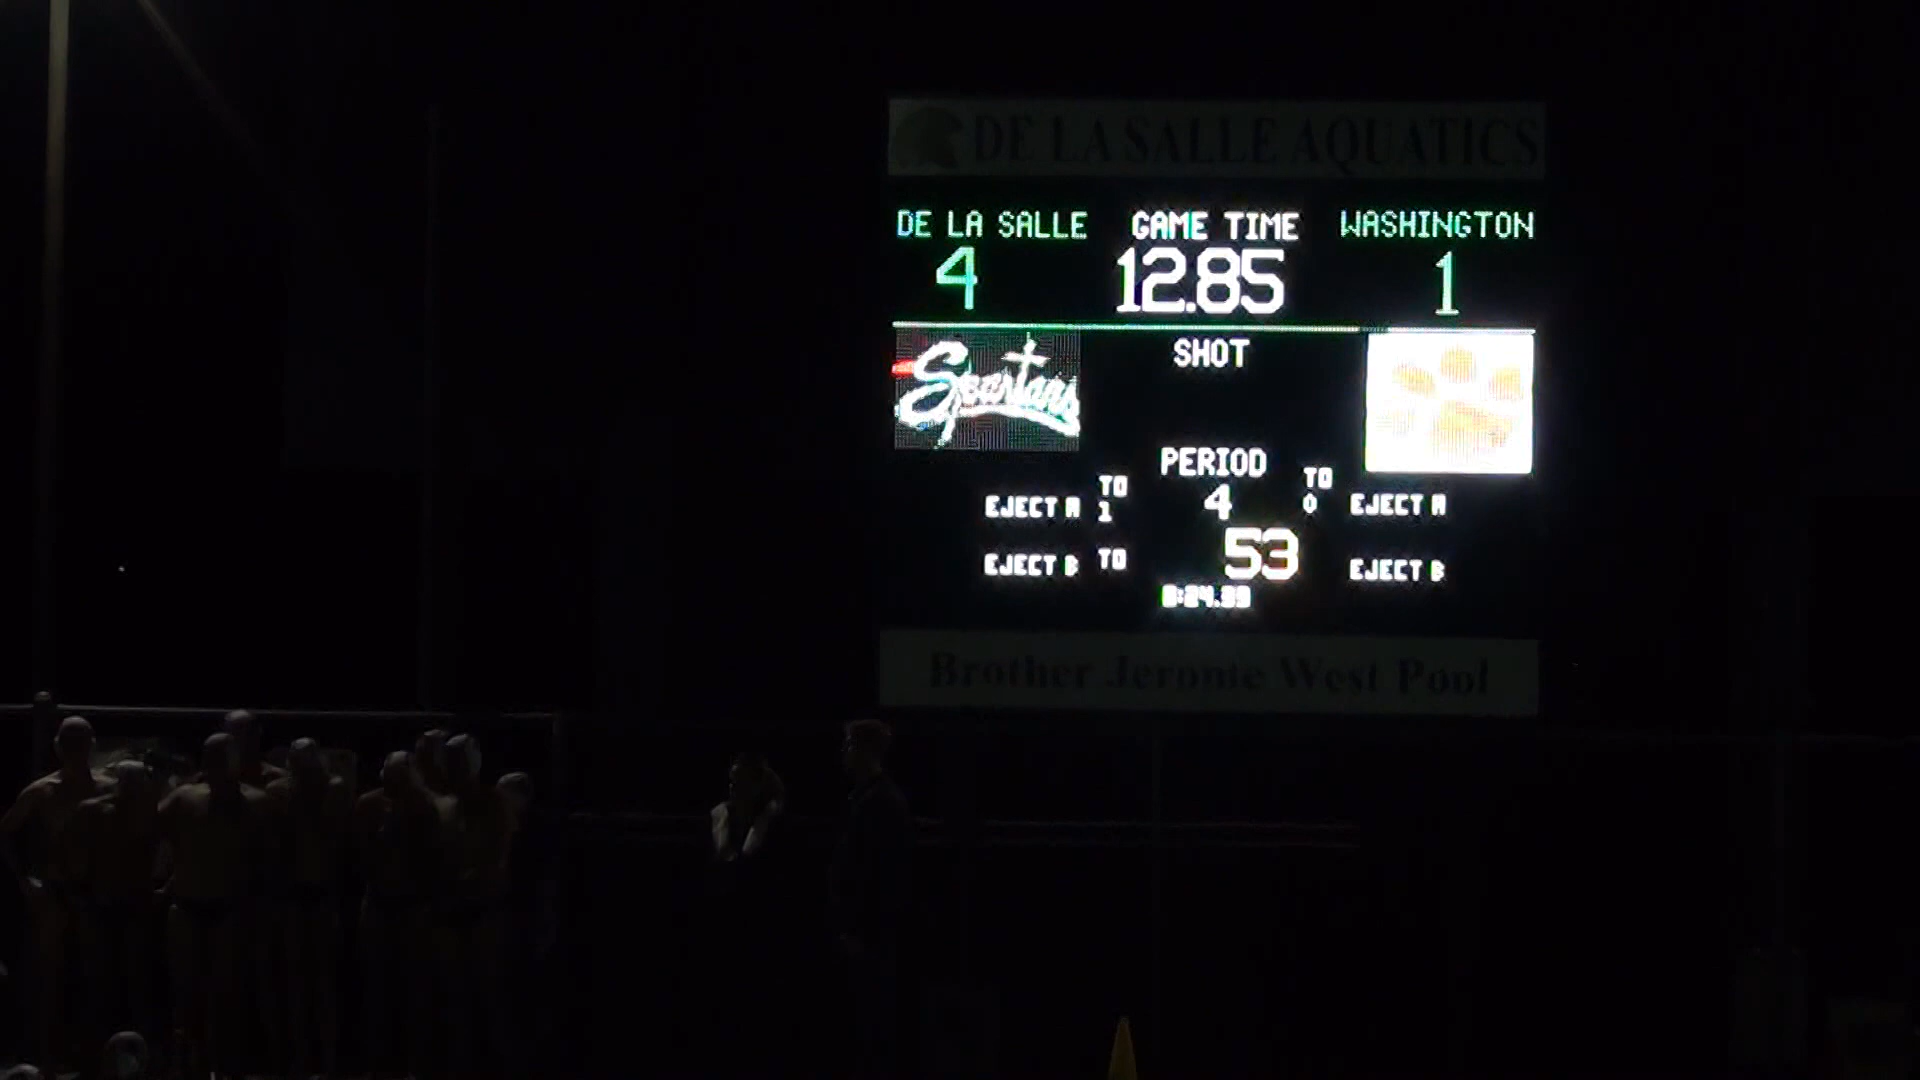 DE LA SALLE AQUATICS
DE LA SALLE GAME TIME WASHINGTON
4 12.85 1
Spartans SHOT
PERIOD
TO 4 TO
EJECT A 1 0 EJECT A
EJECT B TO 53 EJECT B
Brother Jerome West Pool